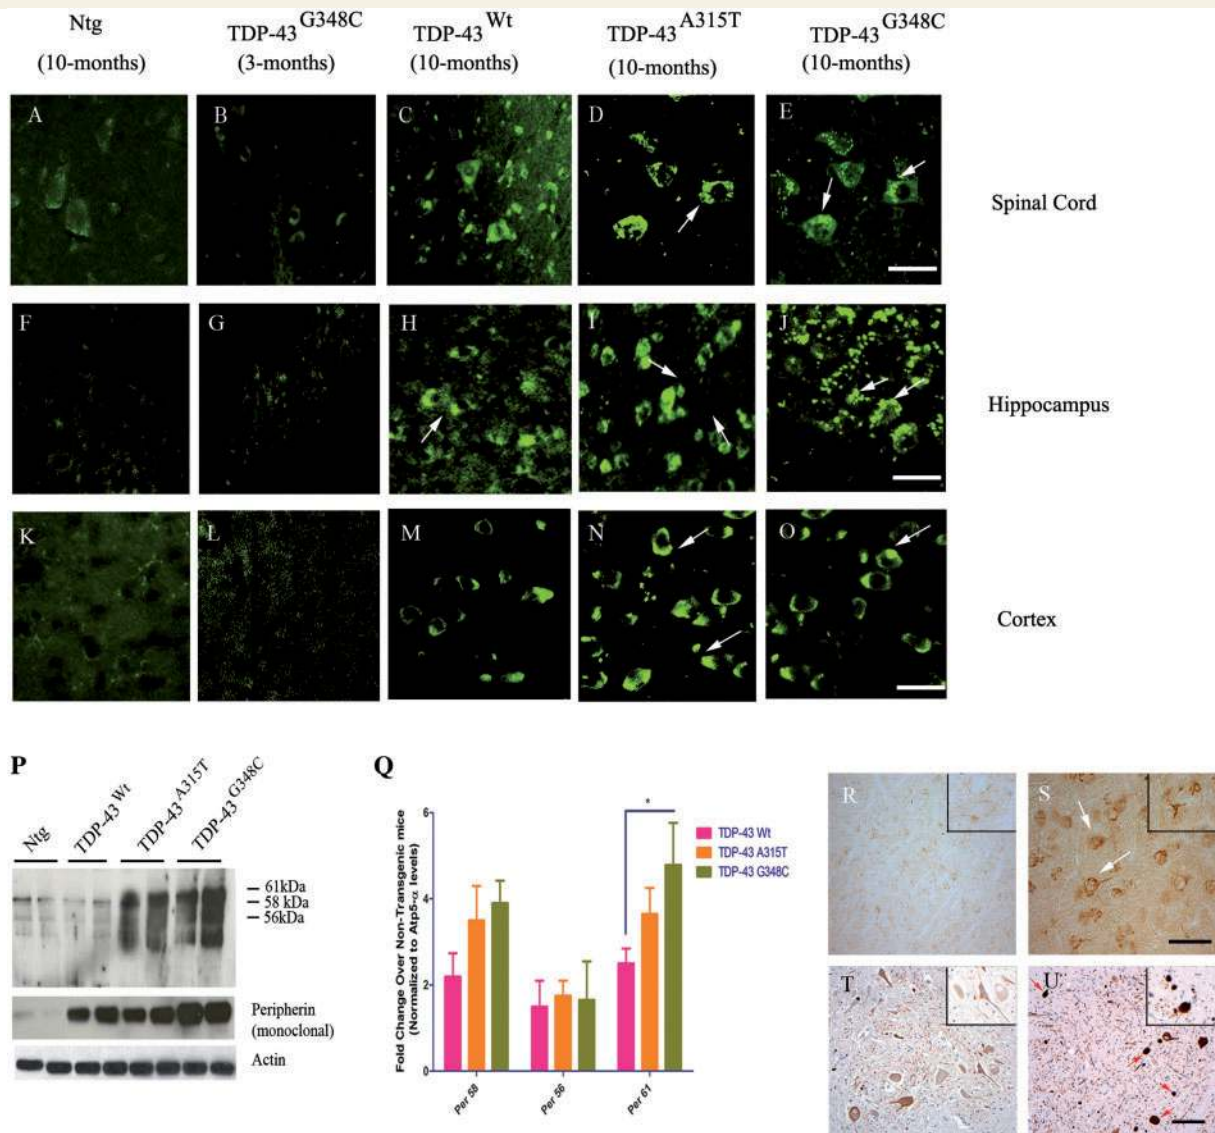 Ntg
(10-months)
TDP-43 G348C
(3-months)
TDP-43 Wt
(10-months)
TDP-43 A315T
(10-months)
TDP-43 G348C
(10-months)
A B C D E
Spinal Cord
F G H I J
Hippocampus
K L M N O
Cortex
P
Ntg
TDP-43 Wt
TDP-43 A315T
TDP-43 G348C
61kDa
58 kDa
56kDa
Peripherin
(monoclonal)
Actin
Q
Fold Change Over Non-Transgenic mice
(Normalized to Atp5-α levels)
6
4
2
0
*
TDP-43 Wt
TDP-43 A315T
TDP-43 G348C
Per 58
Per 56
Per 61
R S
T U